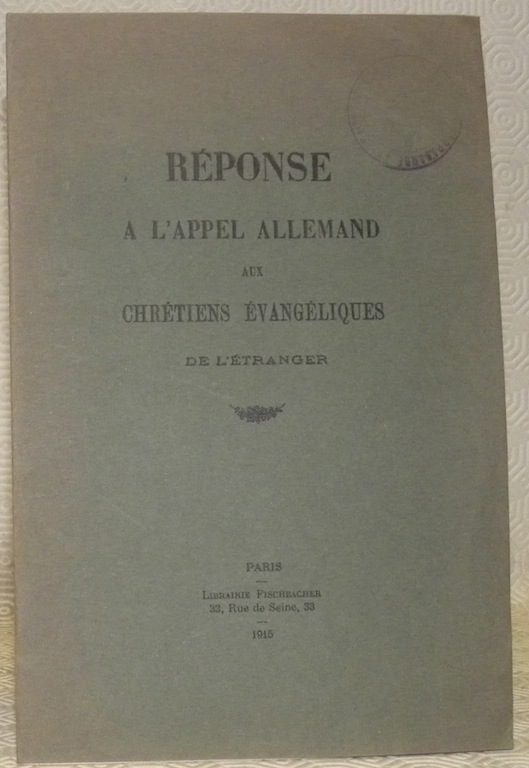 RÉPONSE
A L'APPEL ALLEMAND
AUX
CHRÉTIENS ÉVANGÉLIQUES
DE L'ÉTRANGER
PARIS
LIBRAIRIE FISCHBACHER
33, Rue de Seine, 33
1915